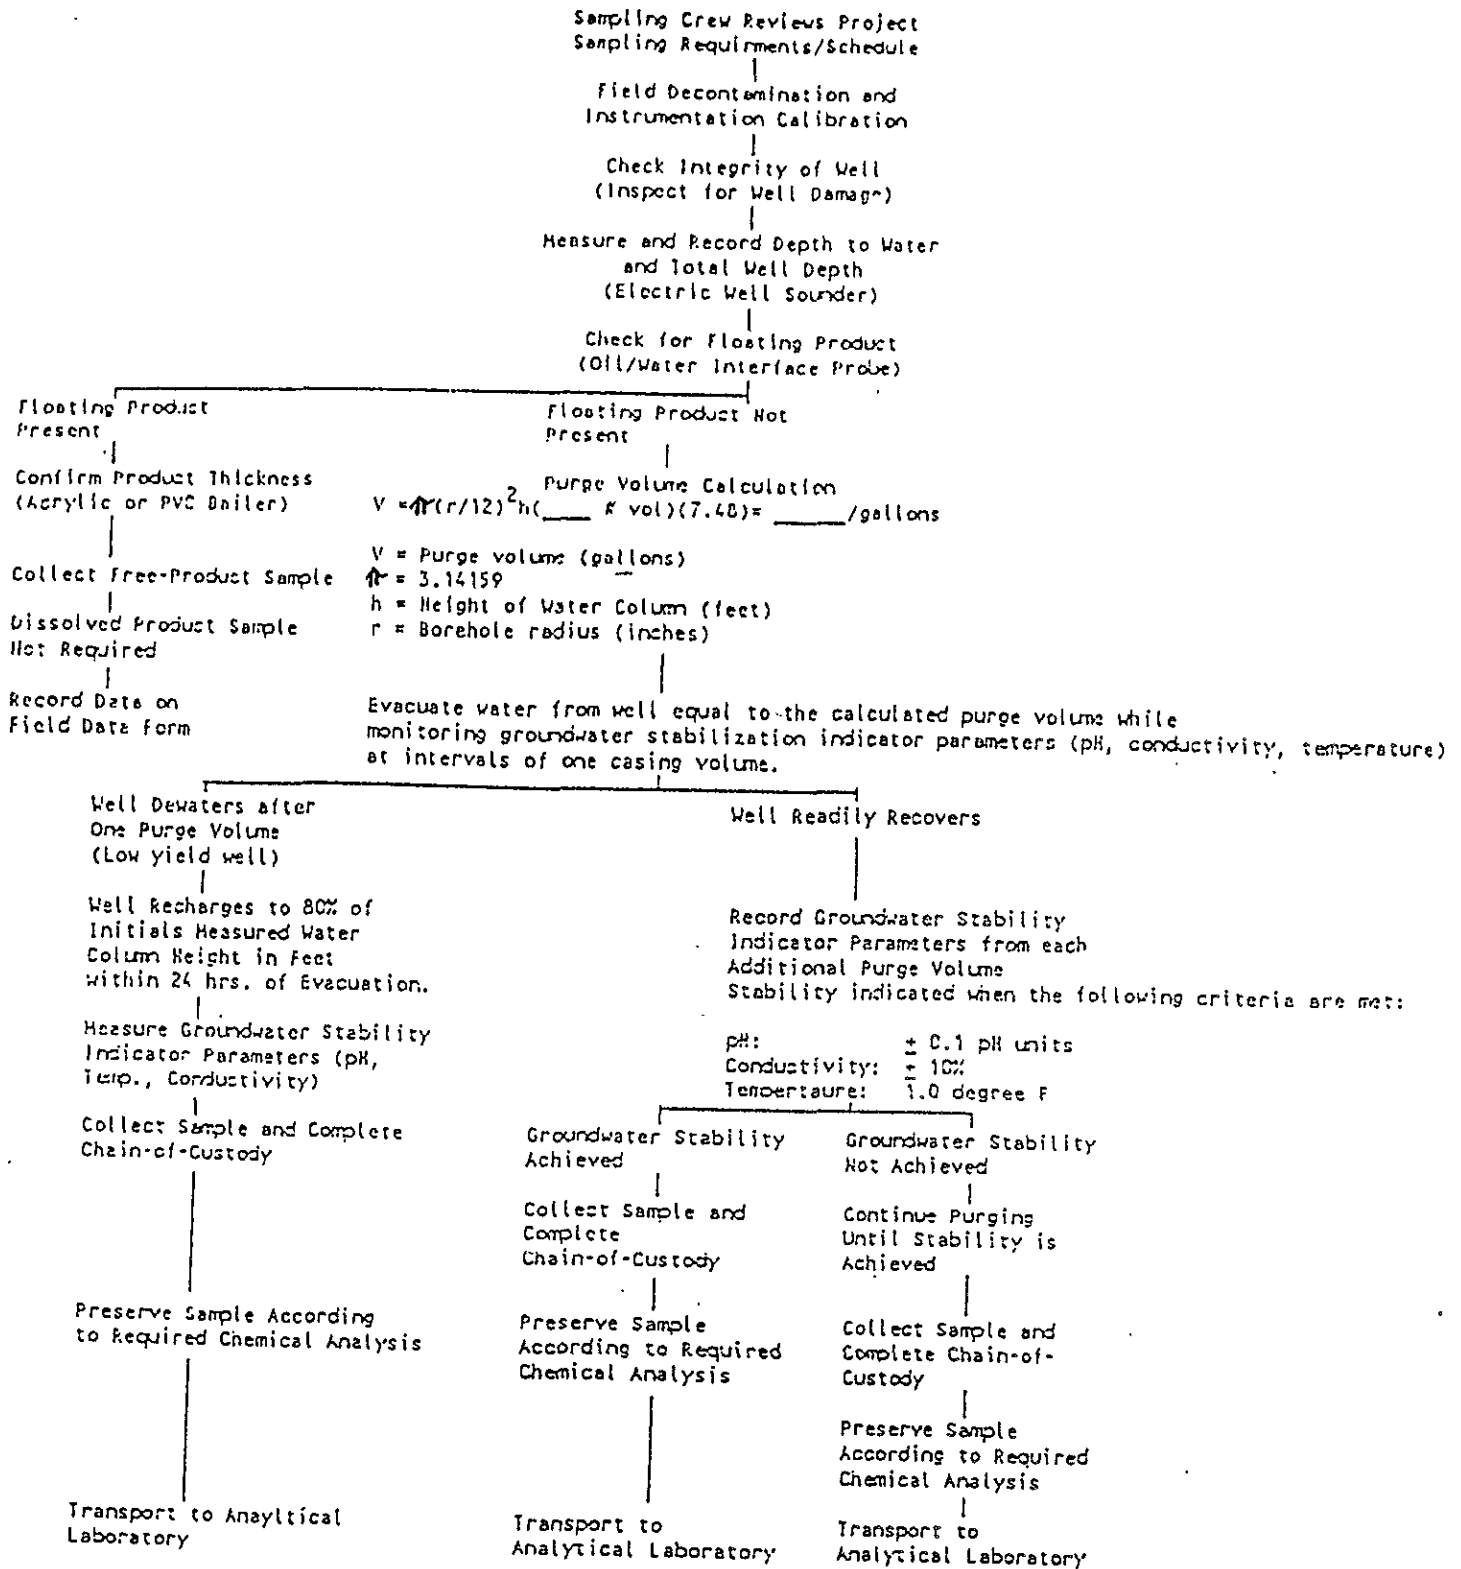 Sampling Crew Reviews Project
Sampling Requirments/Schedule
Field Decontamination and
Instrumentation Calibration
Check Integrity of Well
(Inspect for Well Damage)
Measure and Record Depth to Water
and Total Well Depth
(Electric Well Sounder)
Check for Floating Product
(Oil/Water Interface Probe)
Floating Product
Present
Confirm Product Thickness
(Acrylic or PVC Bailer)
Collect Free-Product Sample
Dissolved Product Sample
Not Required
Record Data on
Field Data Form
Floating Product Not
Present
Purge Volume Calculation
V = π(r/12)²h(____ # vol)(7.48)= _____/gallons
V = Purge volume (gallons)
π = 3.14159
h = Height of Water Column (feet)
r = Borehole radius (inches)
Evacuate water from well equal to the calculated purge volume while
monitoring groundwater stabilization indicator parameters (pH, conductivity, temperature)
at intervals of one casing volume.
Well Dewaters after
One Purge Volume
(Low yield well)
Well Recharges to 80% of
Initials Measured Water
Column Height in Feet
within 24 hrs. of Evacuation.
Measure Groundwater Stability
Indicator Parameters (pH,
Temp., Conductivity)
Collect Sample and Complete
Chain-of-Custody
Preserve Sample According
to Required Chemical Analysis
Transport to Anayltical
Laboratory
Well Readily Recovers
Record Groundwater Stability
Indicator Parameters from each
Additional Purge Volume
Stability indicated when the following criteria are met:
pH: ± 0.1 pH units
Conductivity: ± 10%
Tempertaure: 1.0 degree F
Groundwater Stability
Achieved
Collect Sample and
Complete
Chain-of-Custody
Preserve Sample
According to Required
Chemical Analysis
Transport to
Analytical Laboratory
Groundwater Stability
Not Achieved
Continue Purging
Until Stability is
Achieved
Collect Sample and
Complete Chain-of-
Custody
Preserve Sample
According to Required
Chemical Analysis
Transport to
Analytical Laboratory